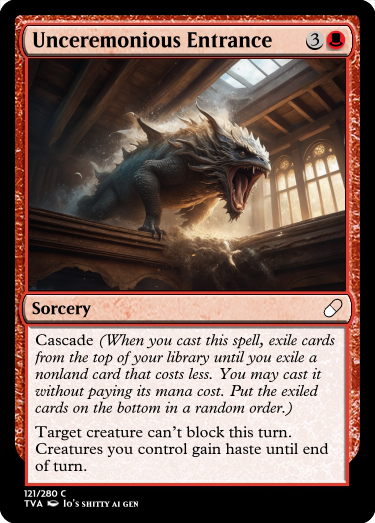 Unceremonious Entrance 3
Sorcery
Cascade (When you cast this spell, exile cards
from the top of your library until you exile a
nonland card that costs less. You may cast it
without paying its mana cost. Put the exiled
cards on the bottom in a random order.)
Target creature can't block this turn.
Creatures you control gain haste until end
of turn.
121/280 C
TVA Io's shitty ai gen